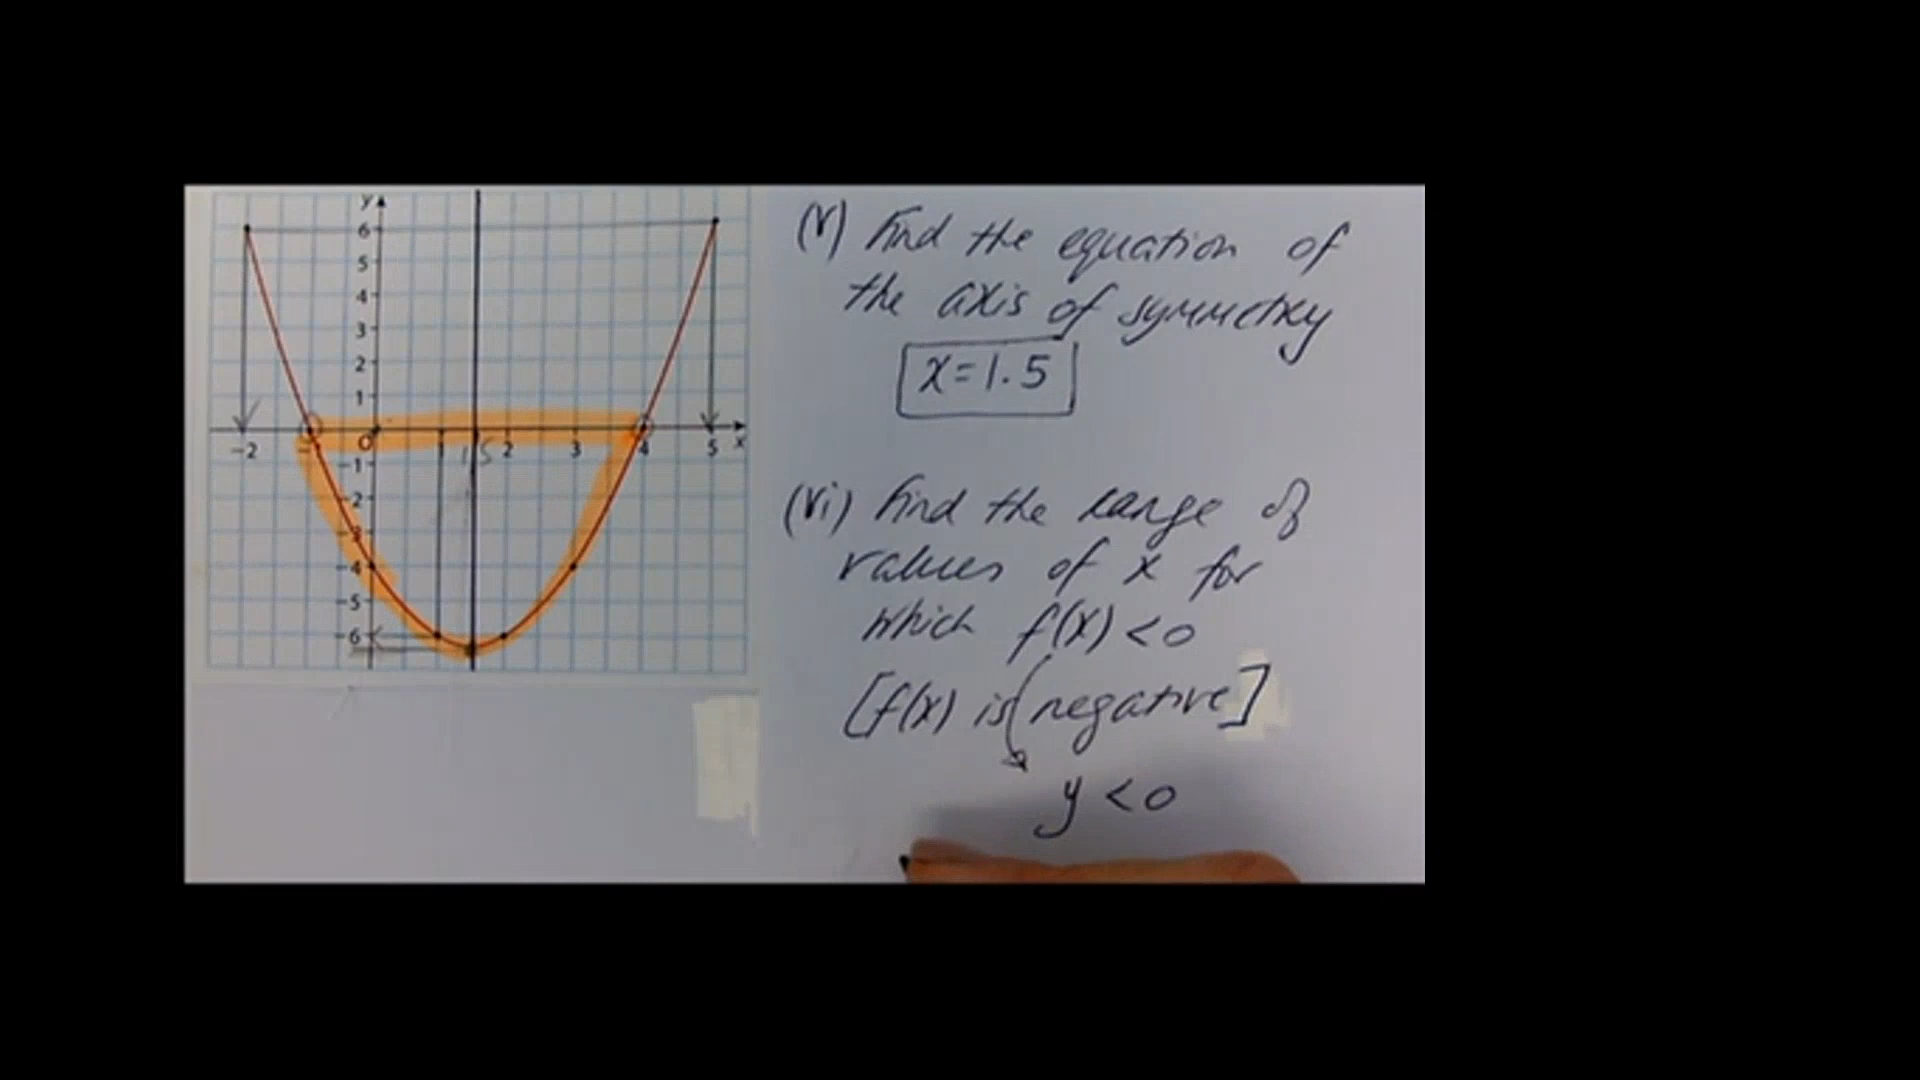 y
6
5
4
3
2
1
-2
0
1
1.5
2
3
4
5
x
-1
-2
-3
-4
-5
-6
(v) Find the equation of
the axis of symmetry
x=1.5
(vi) Find the range of
values of x for
which f(x) <0
[f(x) is negative]
y <0